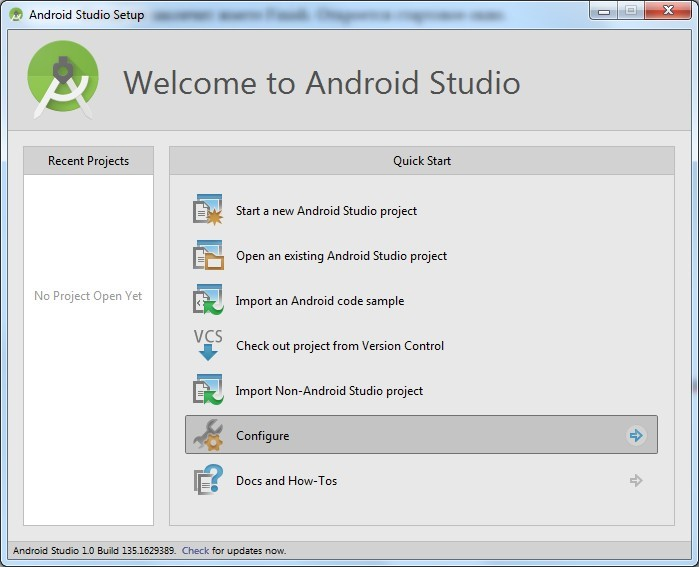 Android Studio Setup
Welcome to Android Studio
Recent Projects
No Project Open Yet
Quick Start
Start a new Android Studio project
Open an existing Android Studio project
Import an Android code sample
VCS
Check out project from Version Control
Import Non-Android Studio project
Configure
Docs and How-Tos
Android Studio 1.0 Build 135.1629389. Check for updates now.